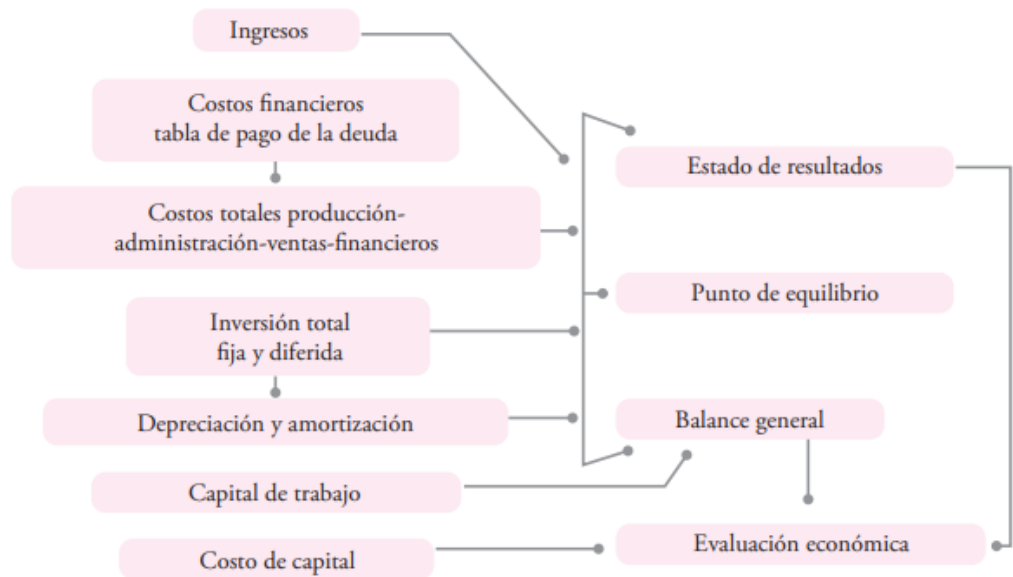 Ingresos
Costos financieros
tabla de pago de la deuda
Costos totales producción-
administración-ventas-financieros
Inversión total
fija y diferida
Depreciación y amortización
Capital de trabajo
Costo de capital
Estado de resultados
Punto de equilibrio
Balance general
Evaluación económica